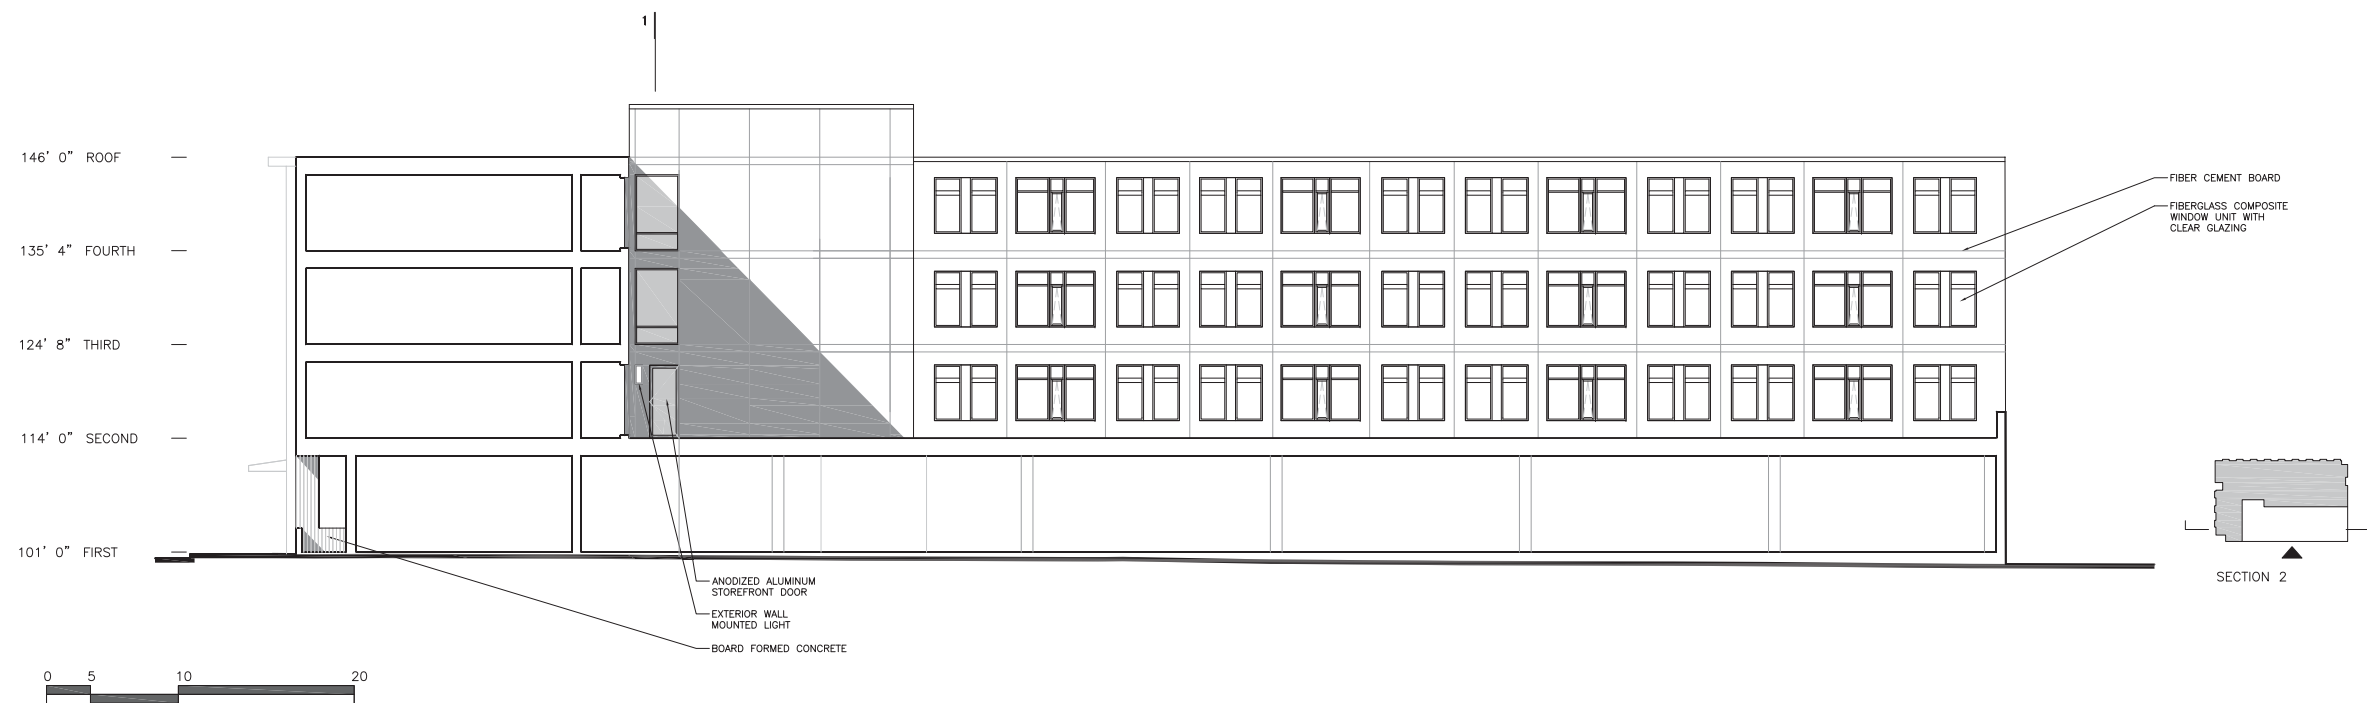 1
146' 0" ROOF
135' 4" FOURTH
124' 8" THIRD
114' 0" SECOND
101' 0" FIRST
FIBER CEMENT BOARD
FIBERGLASS COMPOSITE
WINDOW UNIT WITH
CLEAR GLAZING
SECTION 2
ANODIZED ALUMINUM
STOREFRONT DOOR
EXTERIOR WALL
MOUNTED LIGHT
BOARD FORMED CONCRETE
0 5 10 20